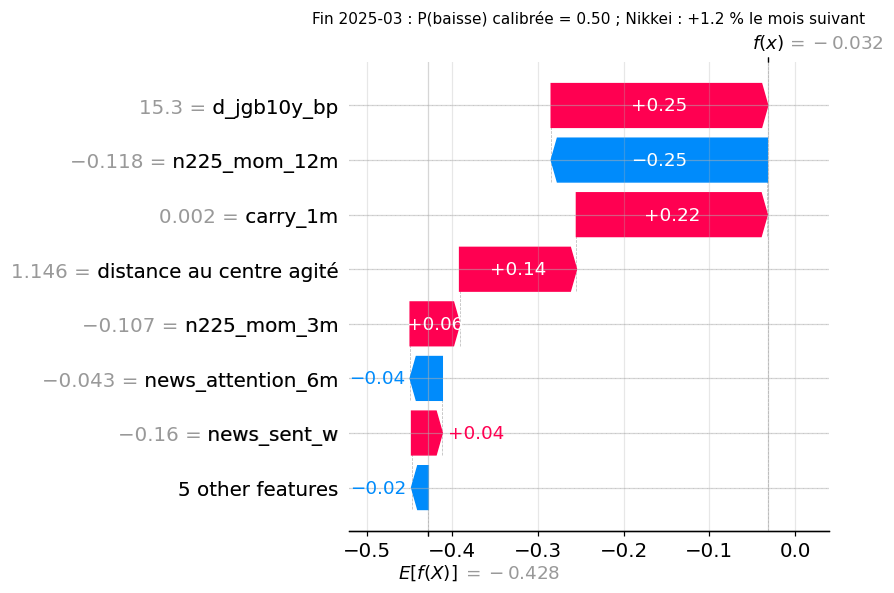 Fin 2025-03 : P(baisse) calibrée = 0.50 ; Nikkei : +1.2 % le mois suivant
f(x) = −0.032
15.3 = d_jgb10y_bp
+0.25
−0.118 = n225_mom_12m
−0.25
0.002 = carry_1m
+0.22
1.146 = distance au centre agité
+0.14
−0.107 = n225_mom_3m
+0.06
−0.043 = news_attention_6m
−0.04
−0.16 = news_sent_w
+0.04
5 other features
−0.02
−0.5 −0.4 −0.3 −0.2 −0.1 0.0
E[f(X)] = −0.428